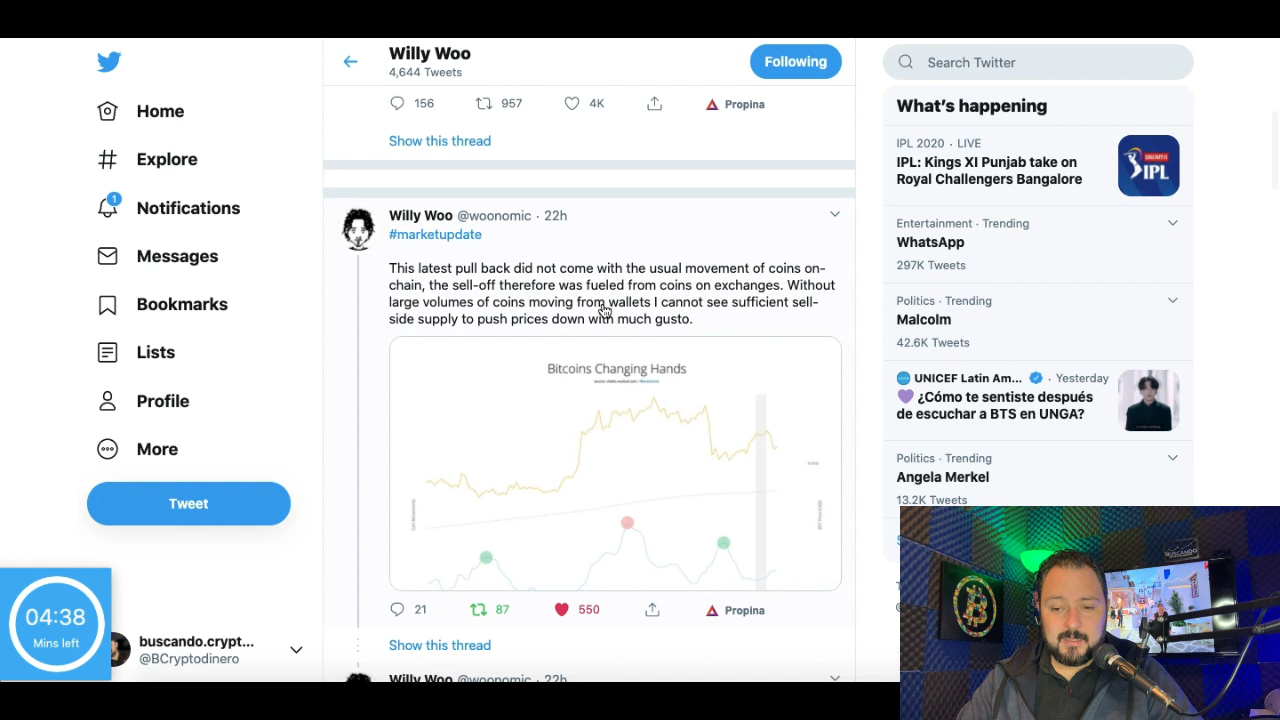 Home
Explore
1
Notifications
Messages
Bookmarks
Lists
Profile
More
Tweet
04:38
Mins left
buscando.crypt...
@BCryptodinero
Willy Woo
4,644 Tweets
Following
156
957
4K
Propina
Show this thread
Willy Woo @woonomic · 22h
#marketupdate
This latest pull back did not come with the usual movement of coins on-
chain, the sell-off therefore was fueled from coins on exchanges. Without
large volumes of coins moving from wallets I cannot see sufficient sell-
side supply to push prices down with much gusto.
Bitcoins Changing Hands
21
87
550
Propina
Show this thread
Willy Woo @woonomic · 22h
Search Twitter
What's happening
IPL 2020 · LIVE
IPL: Kings XI Punjab take on
Royal Challengers Bangalore
IPL
Entertainment · Trending
WhatsApp
297K Tweets
Politics · Trending
Malcolm
42.6K Tweets
UNICEF Latin Am... · Yesterday
💜 ¿Cómo te sentiste después
de escuchar a BTS en UNGA?
Politics · Trending
Angela Merkel
13.2K Tweets
BUSCANDO